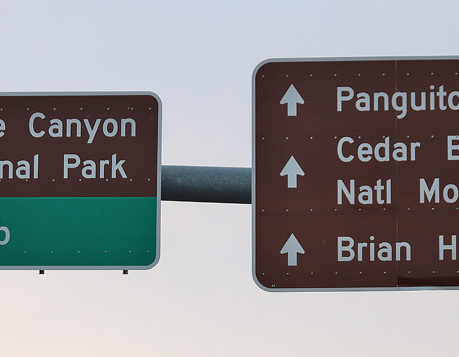 e Canyon
nal Park
b
Panguitc
Cedar B
Natl Mo
Brian H